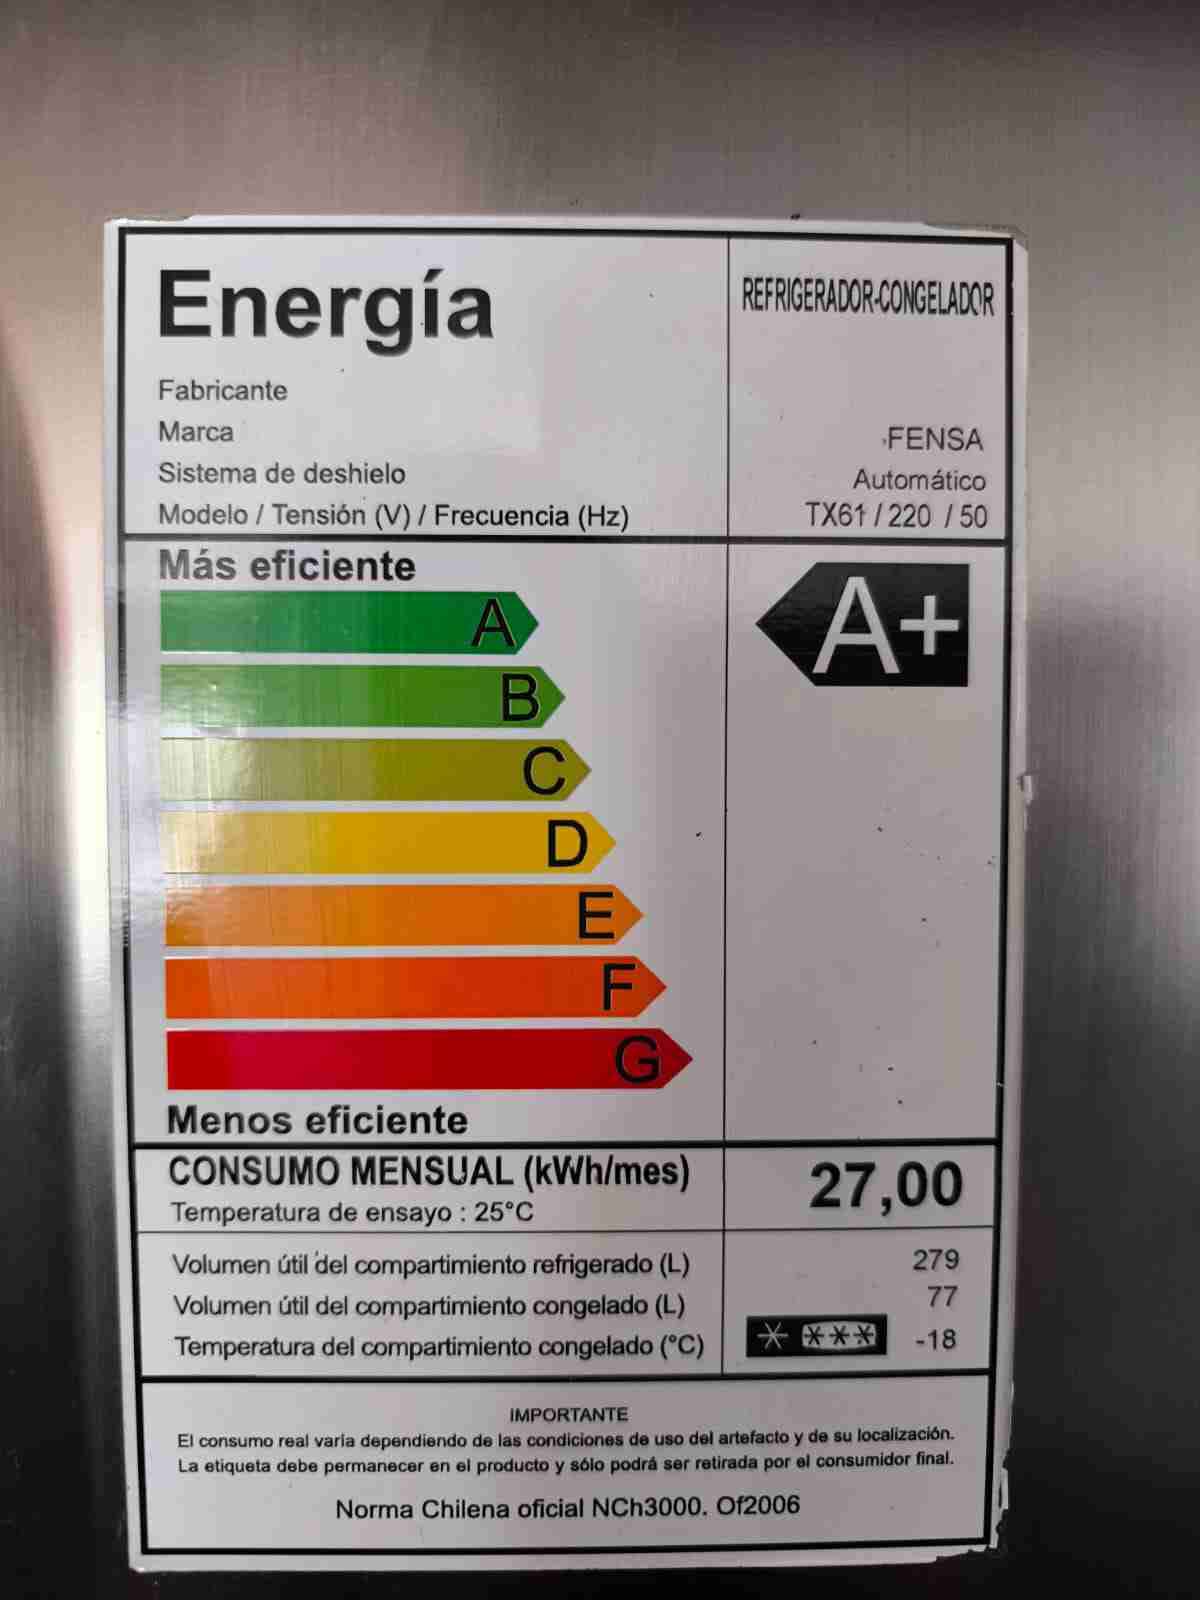 Energía
REFRIGERADOR-CONGELADOR
Fabricante
Marca FENSA
Sistema de deshielo Automático
Modelo / Tensión (V) / Frecuencia (Hz) TX61 / 220 / 50
Más eficiente
A
A+
B
C
D
E
F
G
Menos eficiente
CONSUMO MENSUAL (kWh/mes) 27,00
Temperatura de ensayo : 25°C
Volumen útil del compartimiento refrigerado (L) 279
Volumen útil del compartimiento congelado (L) 77
Temperatura del compartimiento congelado (°C) * *** -18
IMPORTANTE
El consumo real varia dependiendo de las condiciones de uso del artefacto y de su localización.
La etiqueta debe permanecer en el producto y sólo podrá ser retirada por el consumidor final.
Norma Chilena oficial NCh3000. Of2006